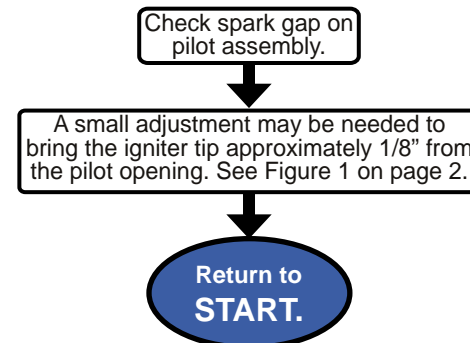 Check spark gap on
pilot assembly.
A small adjustment may be needed to
bring the igniter tip approximately 1/8” from
the pilot opening. See Figure 1 on page 2.
Return to
START.